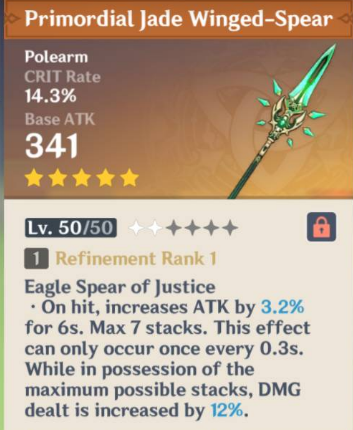 Primordial Jade Winged-Spear
Polearm
CRIT Rate
14.3%
Base ATK
341
Lv. 50/50
1 Refinement Rank 1
Eagle Spear of Justice
· On hit, increases ATK by 3.2%
for 6s. Max 7 stacks. This effect
can only occur once every 0.3s.
While in possession of the
maximum possible stacks, DMG
dealt is increased by 12%.